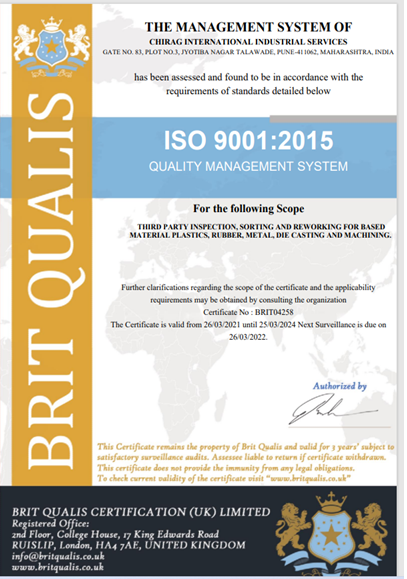 BRIT QUALIS
THE MANAGEMENT SYSTEM OF
CHIRAG INTERNATIONAL INDUSTRIAL SERVICES
GATE NO. 83, PLOT NO.3, JYOTIBA NAGAR TALAWADE, PUNE-411062, MAHARASHTRA, INDIA
has been assessed and found to be in accordance with the
requirements of standards detailed below
ISO 9001:2015
QUALITY MANAGEMENT SYSTEM
For the following Scope
THIRD PARTY INSPECTION, SORTING AND REWORKING FOR BASED
MATERIAL PLASTICS, RUBBER, METAL, DIE CASTING AND MACHINING.
Further clarifications regarding the scope of the certificate and the applicability
requirements may be obtained by consulting the organization
Certificate No : BRIT04258
The Certificate is valid from 26/03/2021 until 25/03/2024 Next Surveillance is due on
26/03/2022.
Authorized by
This Certificate remains the property of Brit Qualis and valid for 3 years' subject to
satisfactory surveillance audits. Assessee liable to return if certificate withdrawn.
This certificate does not provide the immunity from any legal obligations.
To check current validity of the certificate visit "www.britqualis.co.uk"
BRIT QUALIS CERTIFICATION (UK) LIMITED
Registered Office:
2nd Floor, College House, 17 King Edwards Road
RUISLIP, London, HA4 7AE, UNITED KINGDOM
info@britqualis.co.uk
www.britqualis.co.uk